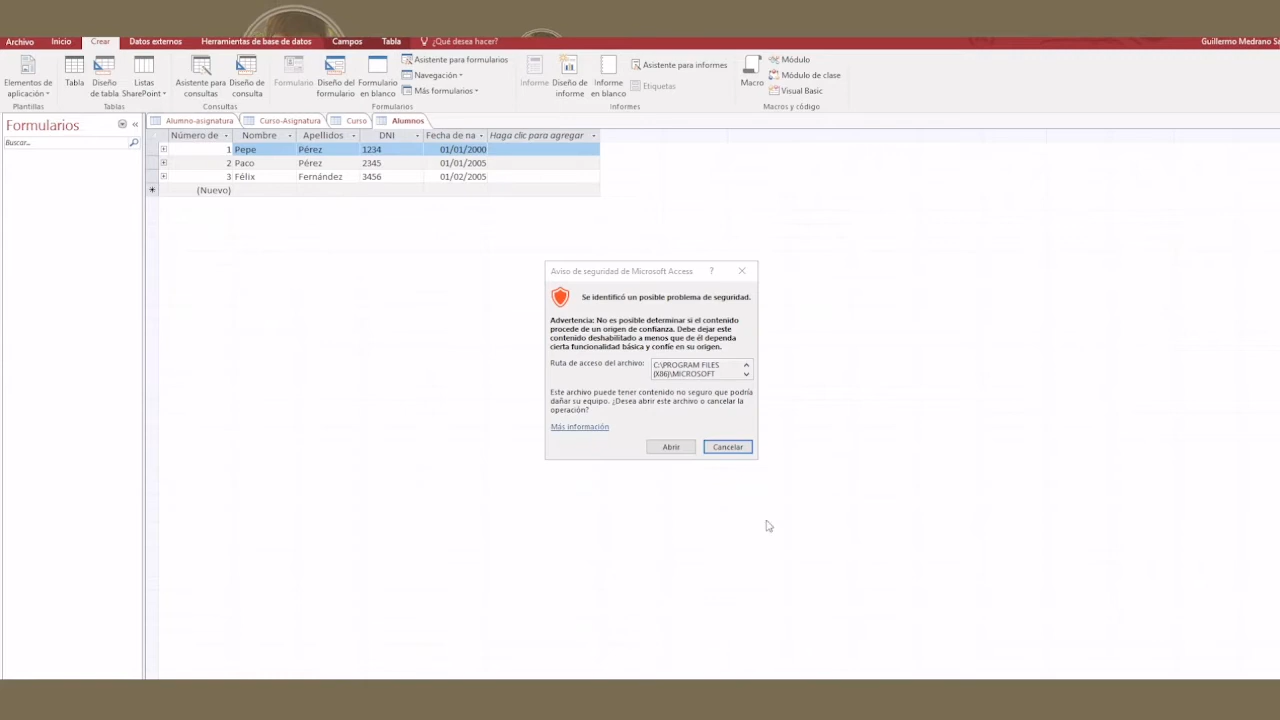 Archivo Inicio Crear Datos externos Herramientas de base de datos Campos Tabla ¿Qué desea hacer? Guillermo Medrano Sa
Elementos de aplicación
Tabla
Diseño de tabla
Listas SharePoint
Asistente para consultas
Diseño de consulta
Formulario
Diseño del formulario
Formulario en blanco
Asistente para formularios
Navegación
Más formularios
Informe
Diseño de informe
Informe en blanco
Asistente para informes
Etiquetas
Macro
Módulo
Módulo de clase
Visual Basic
Plantillas Tablas Consultas Formularios Informes Macros y código
Formularios
Buscar...
Alumno-asignatura Curso-Asignatura Curso Alumnos
Número de Nombre Apellidos DNI Fecha de na Haga clic para agregar
1 Pepe Pérez 1234 01/01/2000
2 Paco Pérez 2345 01/01/2005
3 Félix Fernández 3456 01/02/2005
(Nuevo)
Aviso de seguridad de Microsoft Access ?
Se identificó un posible problema de seguridad.
Advertencia: No es posible determinar si el contenido
procede de un origen de confianza. Debe dejar este
contenido deshabilitado a menos que de él dependa
cierta funcionalidad básica y confíe en su origen.
Ruta de acceso del archivo: C:\PROGRAM FILES
(X86)\MICROSOFT
Este archivo puede tener contenido no seguro que podría
dañar su equipo. ¿Desea abrir este archivo o cancelar la
operación?
Más información
Abrir Cancelar